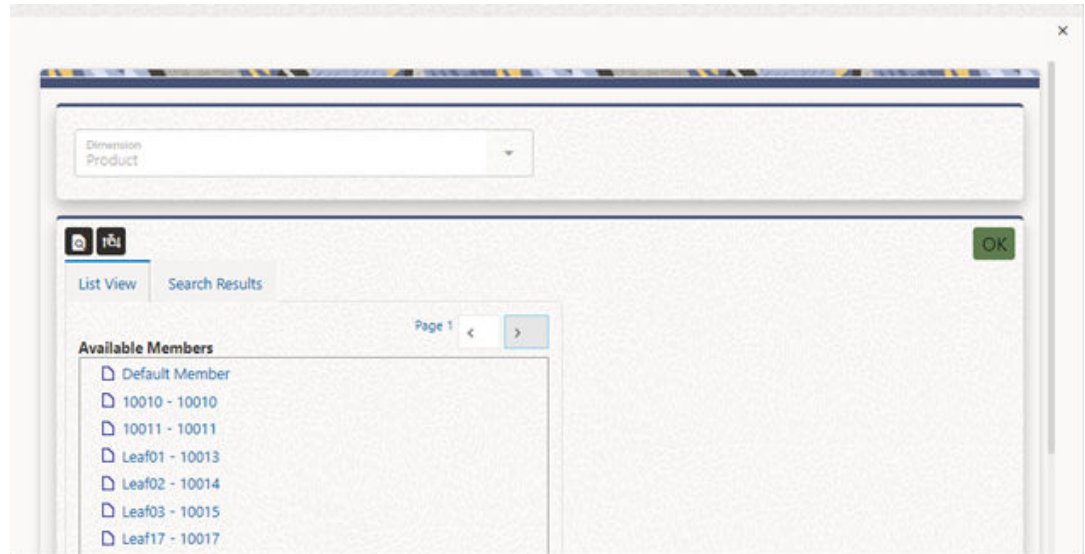 Dimension
Product
OK
List View Search Results
Page 1
Available Members
Default Member
10010 - 10010
10011 - 10011
Leaf01 - 10013
Leaf02 - 10014
Leaf03 - 10015
Leaf17 - 10017